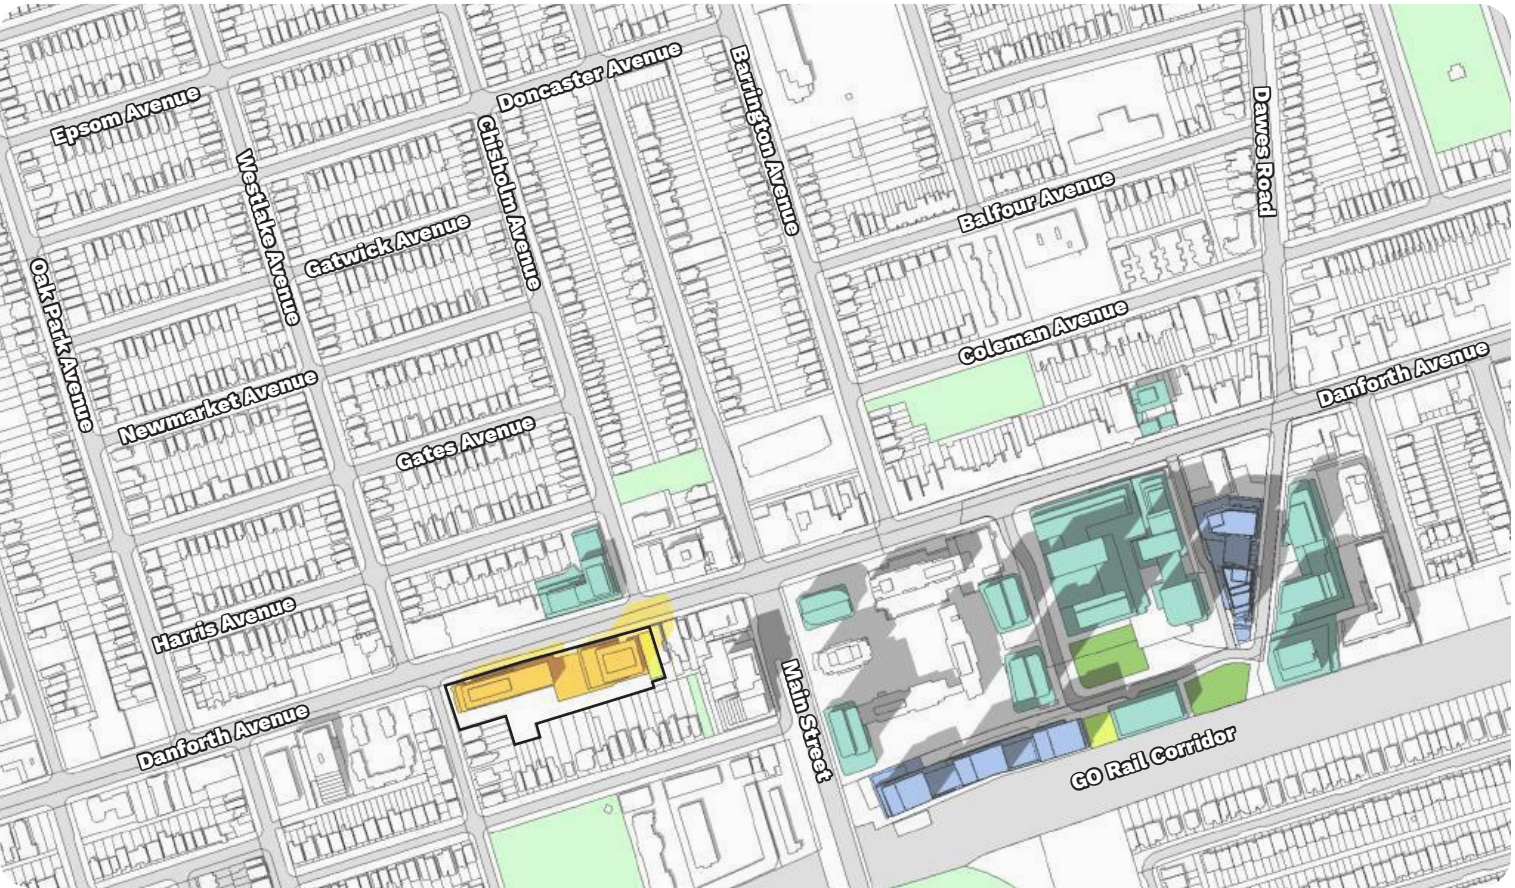 Doncaster Avenue
Epsom Avenue
Barrington Avenue
Dawes Road
Chisholm Avenue
Westlake Avenue
Balfour Avenue
Gatwick Avenue
Oak Park Avenue
Coleman Avenue
Danforth Avenue
Newmarket Avenue
Gates Avenue
Harris Avenue
Danforth Avenue
Main Street
GO Rail Corridor